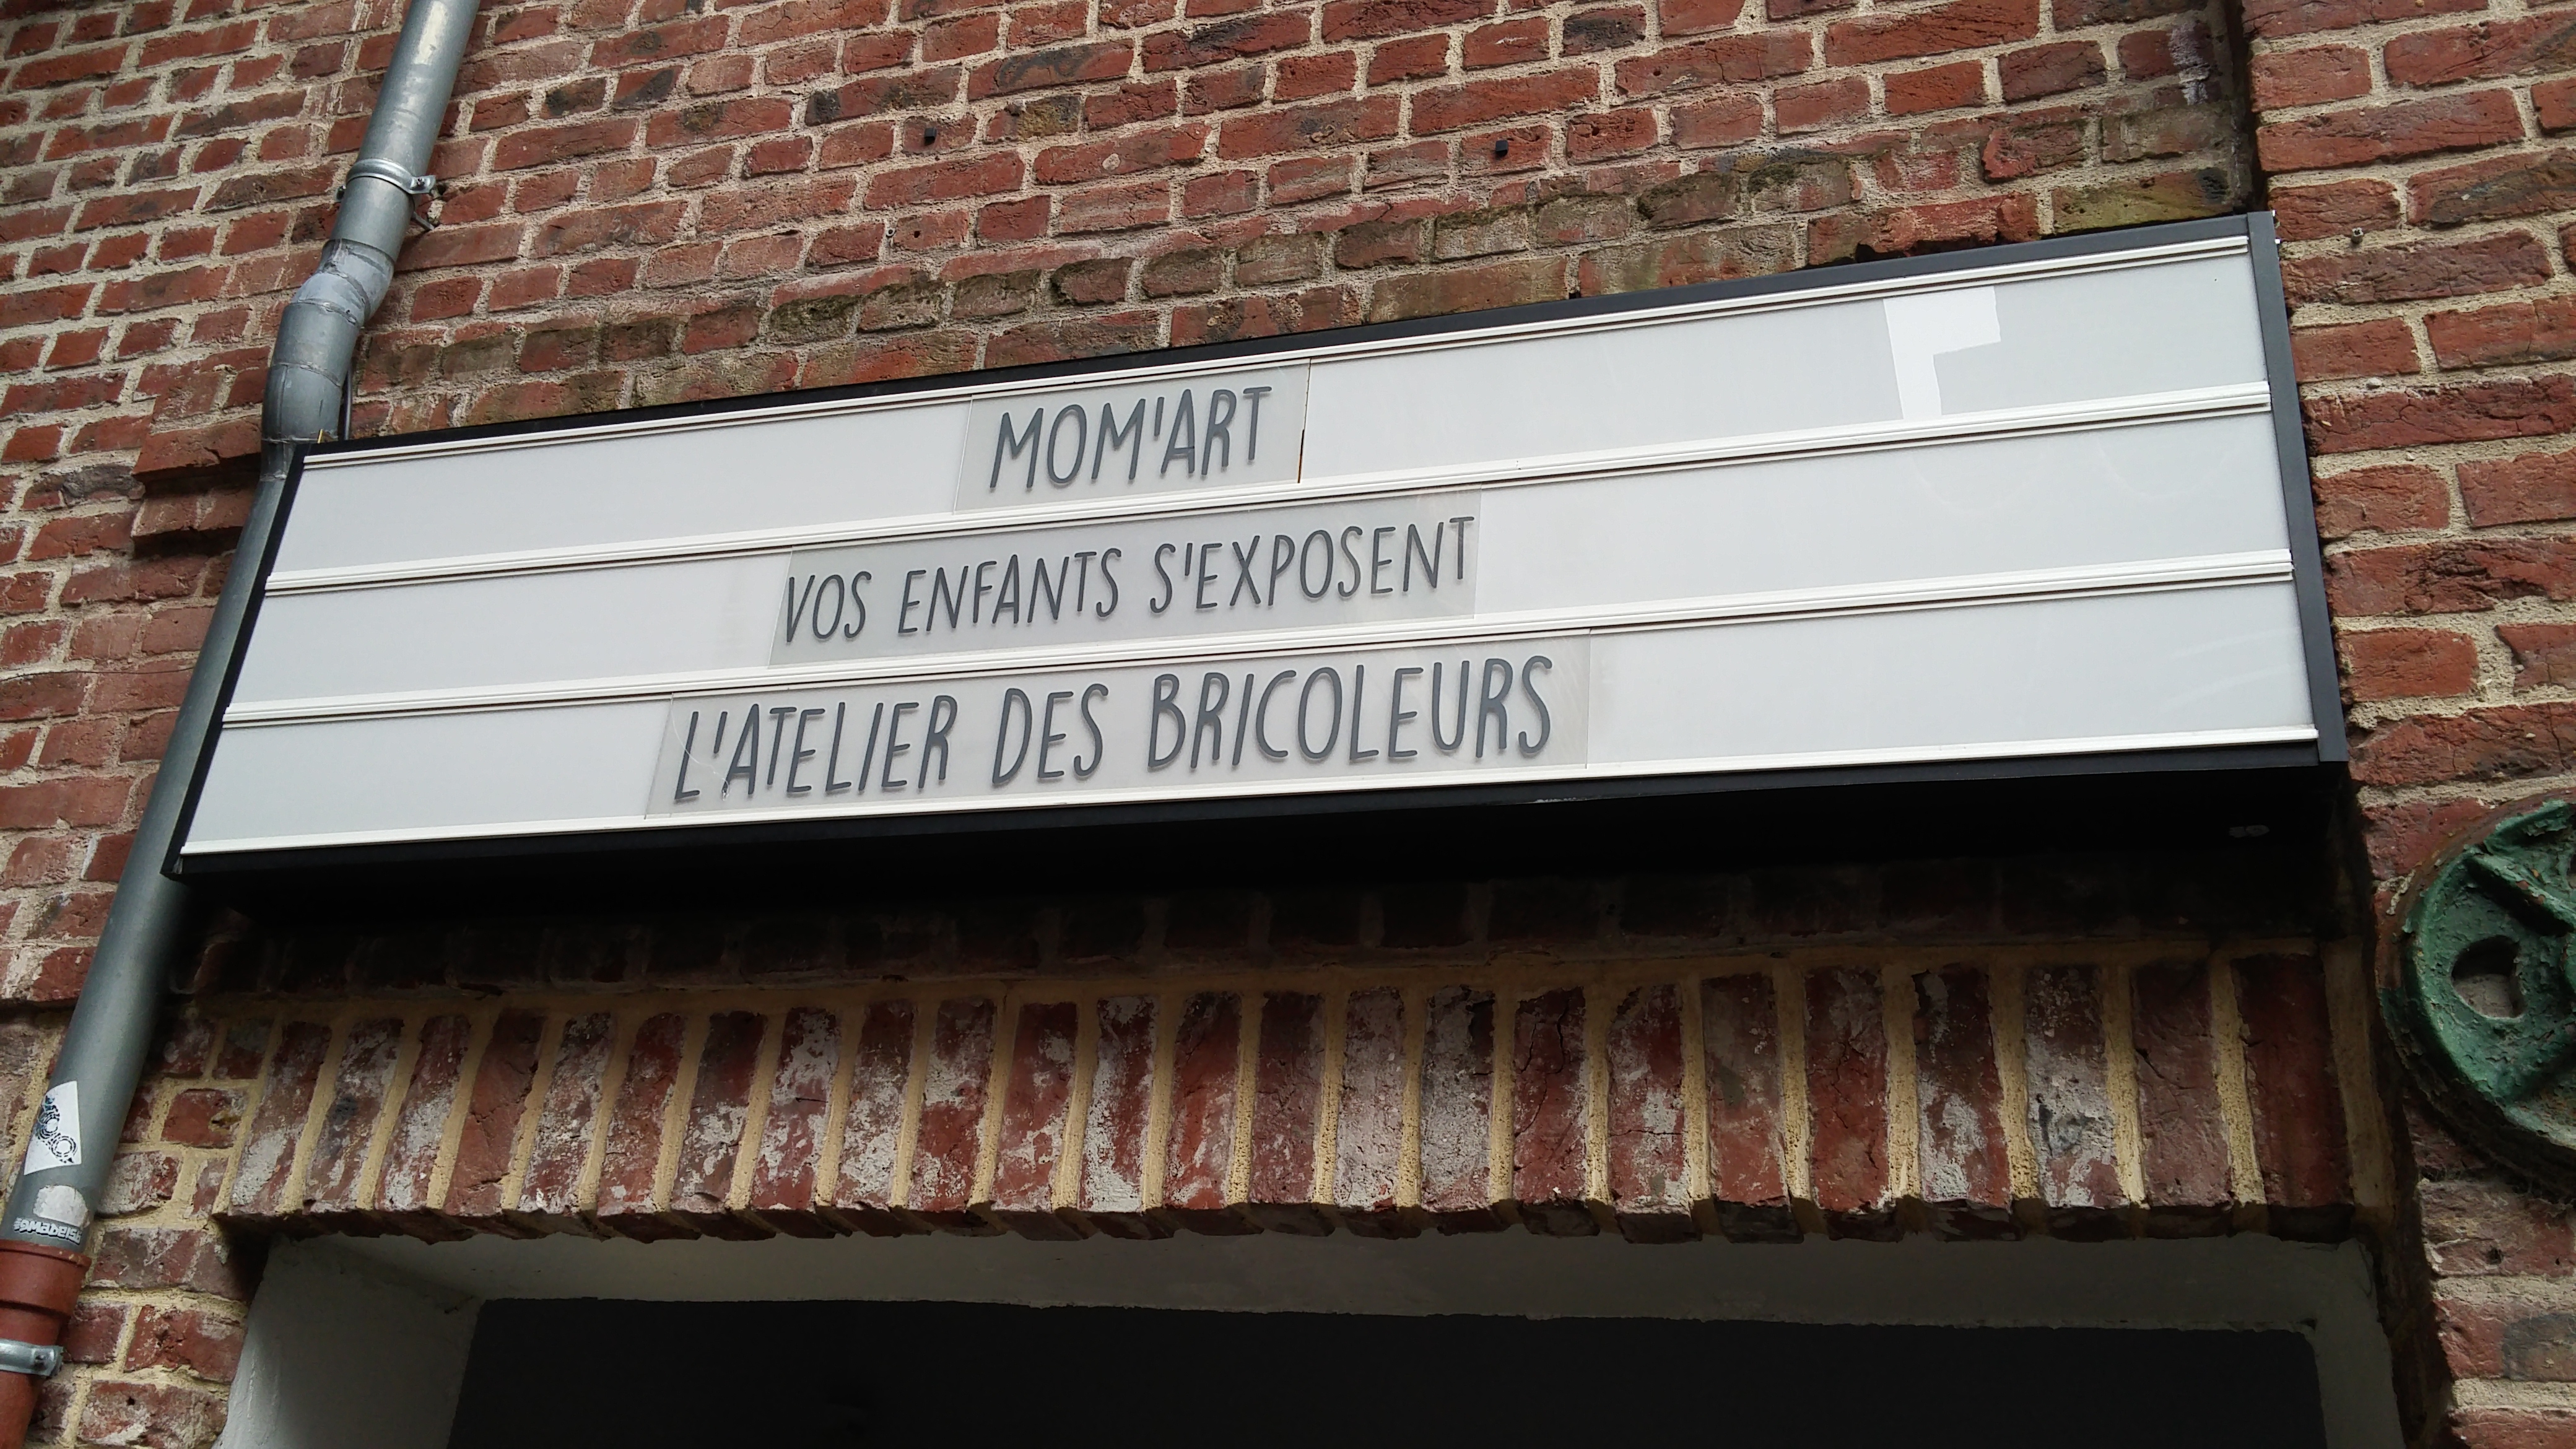 MOM'ART
VOS ENFANTS S'EXPOSENT
L'ATELIER DES BRICOLEURS